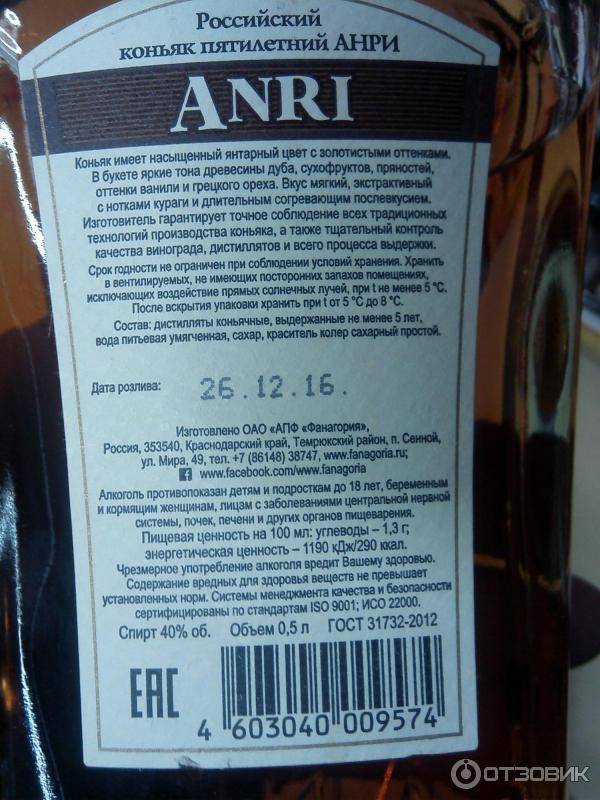 Российский
коньяк пятилетний АНРИ
ANRI
Коньяк имеет насыщенный янтарный цвет с золотистыми оттенками.
В букете яркие тона древесины дуба, сухофруктов, пряностей,
оттенки ванили и грецкого ореха. Вкус мягкий, экстрактивный
с нотками кураги и длительным согревающим послевкусием.
Изготовитель гарантирует точное соблюдение всех традиционных
технологий производства коньяка, а также тщательный контроль
качества винограда, дистиллятов и всего процесса выдержки.
Срок годности не ограничен при соблюдении условий хранения. Хранить
в вентилируемых, не имеющих посторонних запахов помещениях,
исключающих воздействие прямых солнечных лучей, при t не менее 5 °С.
После вскрытия упаковки хранить при t от 5 °С до 8 °С.
Состав: дистилляты коньячные, выдержанные не менее 5 лет,
вода питьевая умягченная, сахар, краситель колер сахарный простой.
Дата розлива: 26.12.16.
Изготовлено ОАО «АПФ «Фанагория»,
Россия, 353540, Краснодарский край, Темрюкский район, п. Сенной,
ул. Мира, 49, тел. +7 (86148) 38747, www.fanagoria.ru;
www.facebook.com/www.fanagoria
Алкоголь противопоказан детям и подросткам до 18 лет, беременным
и кормящим женщинам, лицам с заболеваниями центральной нервной
системы, почек, печени и других органов пищеварения.
Пищевая ценность на 100 мл: углеводы – 1,3 г;
энергетическая ценность – 1190 кДж/290 ккал.
Чрезмерное употребление алкоголя вредит Вашему здоровью.
Содержание вредных для здоровья веществ не превышает
установленных норм. Системы менеджмента качества и безопасности
сертифицированы по стандартам ISO 9001; ИСО 22000.
Спирт 40% об. Объем 0,5 л ГОСТ 31732-2012
EAC
4 603040 009574
ОТЗОВИК